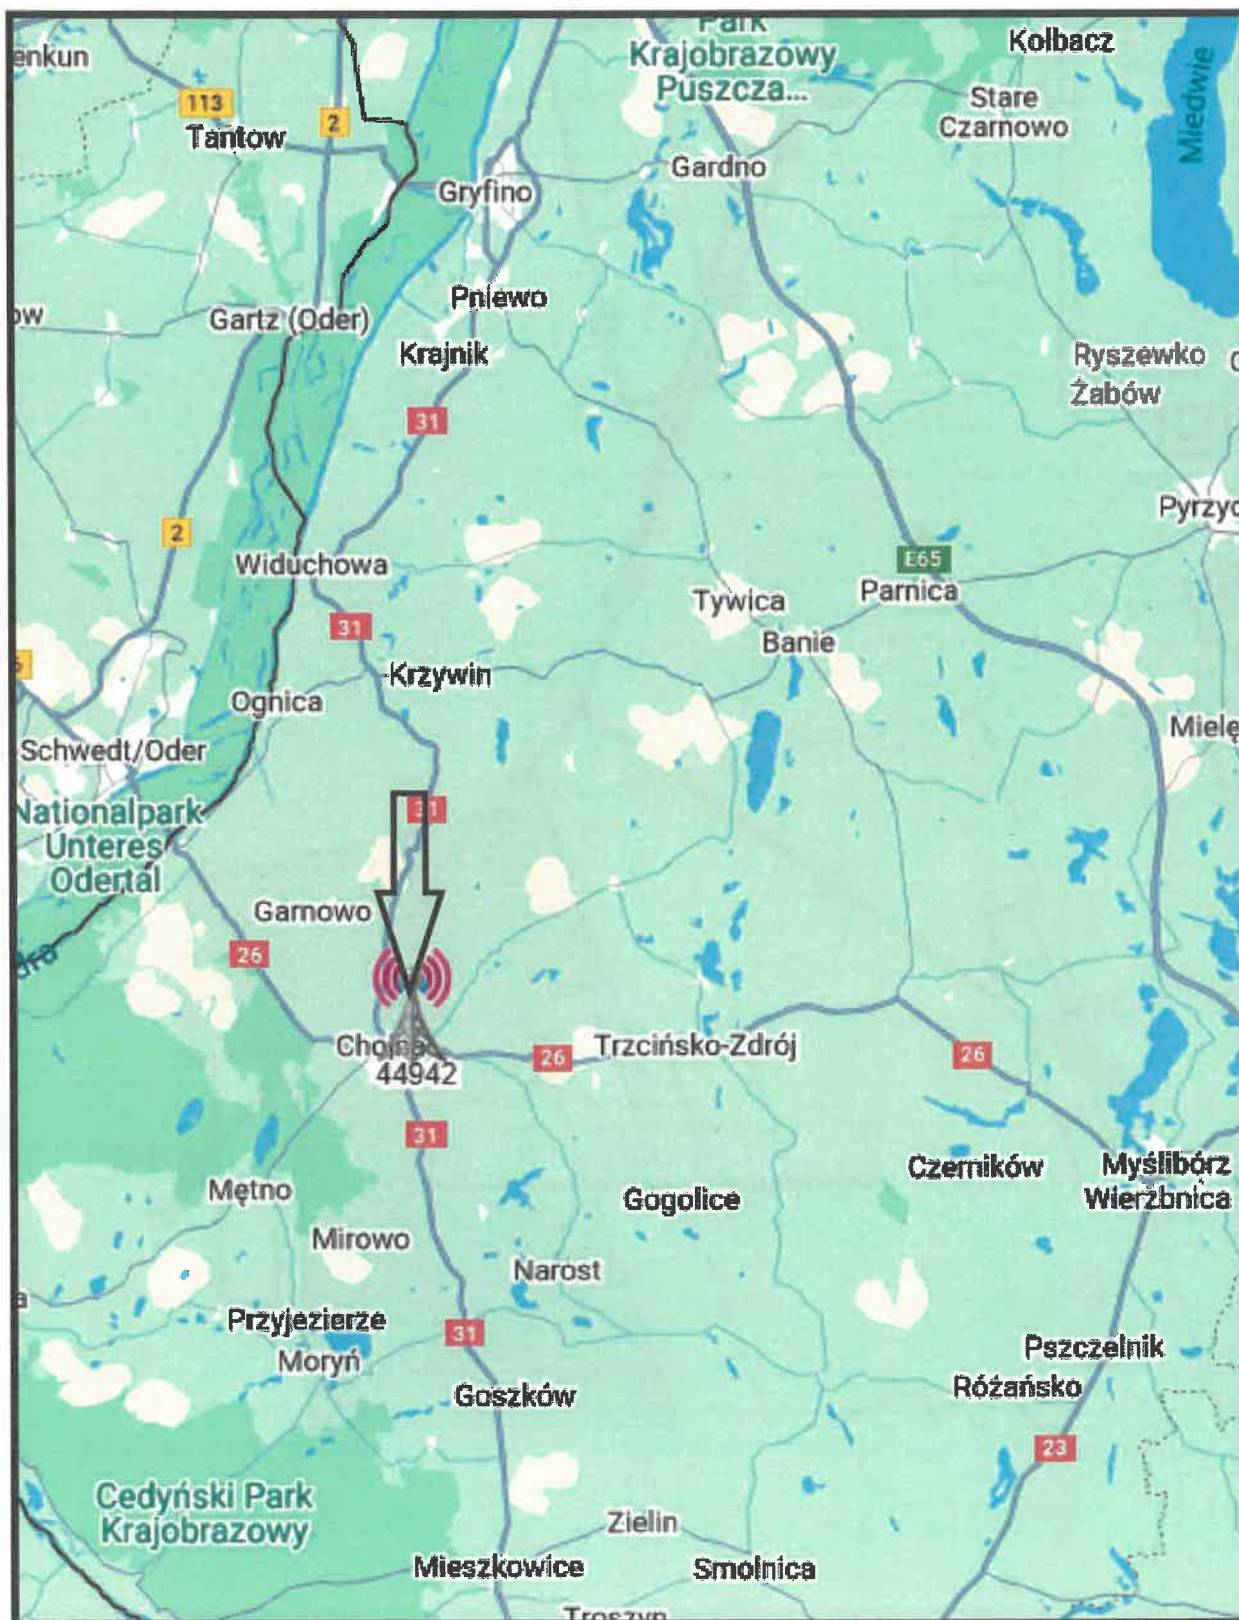 Park
Krajobrazowy
Puszcza...
Kołbacz
enkun
Miedwie
Stare
Czarnowo
113
2
Tantow
Gardno
Gryfino
Pniewo
ow
Gartz (Oder)
Krajnik
Ryszewko
Żabów
31
Pyrzyc
2
Widuchowa
E65
Parnica
Tywica
31
Banie
Krzywin
Ognica
Mielę
Schwedt/Oder
31
Nationalpark
Unteres
Odertal
Garnowo
26
dra
44942
26
Trzcińsko-Zdrój
26
31
Czerników
Myślibórz
Wierzbnica
Mętno
Gogolice
Mirowo
Narost
a
Przyjezierze
31
Moryń
Pszczelnik
Różańsko
Goszków
23
Cedyński Park
Krajobrazowy
Zielin
Mieszkowice
Smolnica
Troszyn